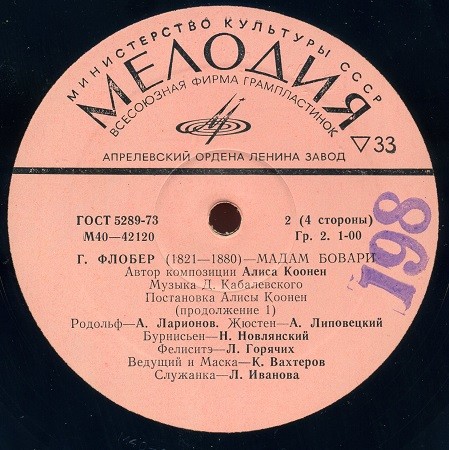 МИНИСТЕРСТВО КУЛЬТУРЫ СССР
МЕЛОДИЯ
ВСЕСОЮЗНАЯ ФИРМА ГРАМПЛАСТИНОК
▽33
АПРЕЛЕВСКИЙ ОРДЕНА ЛЕНИНА ЗАВОД
ГОСТ 5289-73 2 (4 стороны)
М40—42120 Гр. 2. 1-00
198
Г. ФЛОБЕР (1821—1880)—МАДАМ БОВАРИ
Автор композиции Алиса Коонен
Музыка Д. Кабалевского
Постановка Алисы Коонен
(продолжение 1)
Родольф—А. Ларионов. Жюстен—А. Липовецкий
Бурнисьен—Н. Новлянский
Фелиситэ—Л. Горячих
Ведущий и Маска—К. Вахтеров
Служанка—Л. Иванова